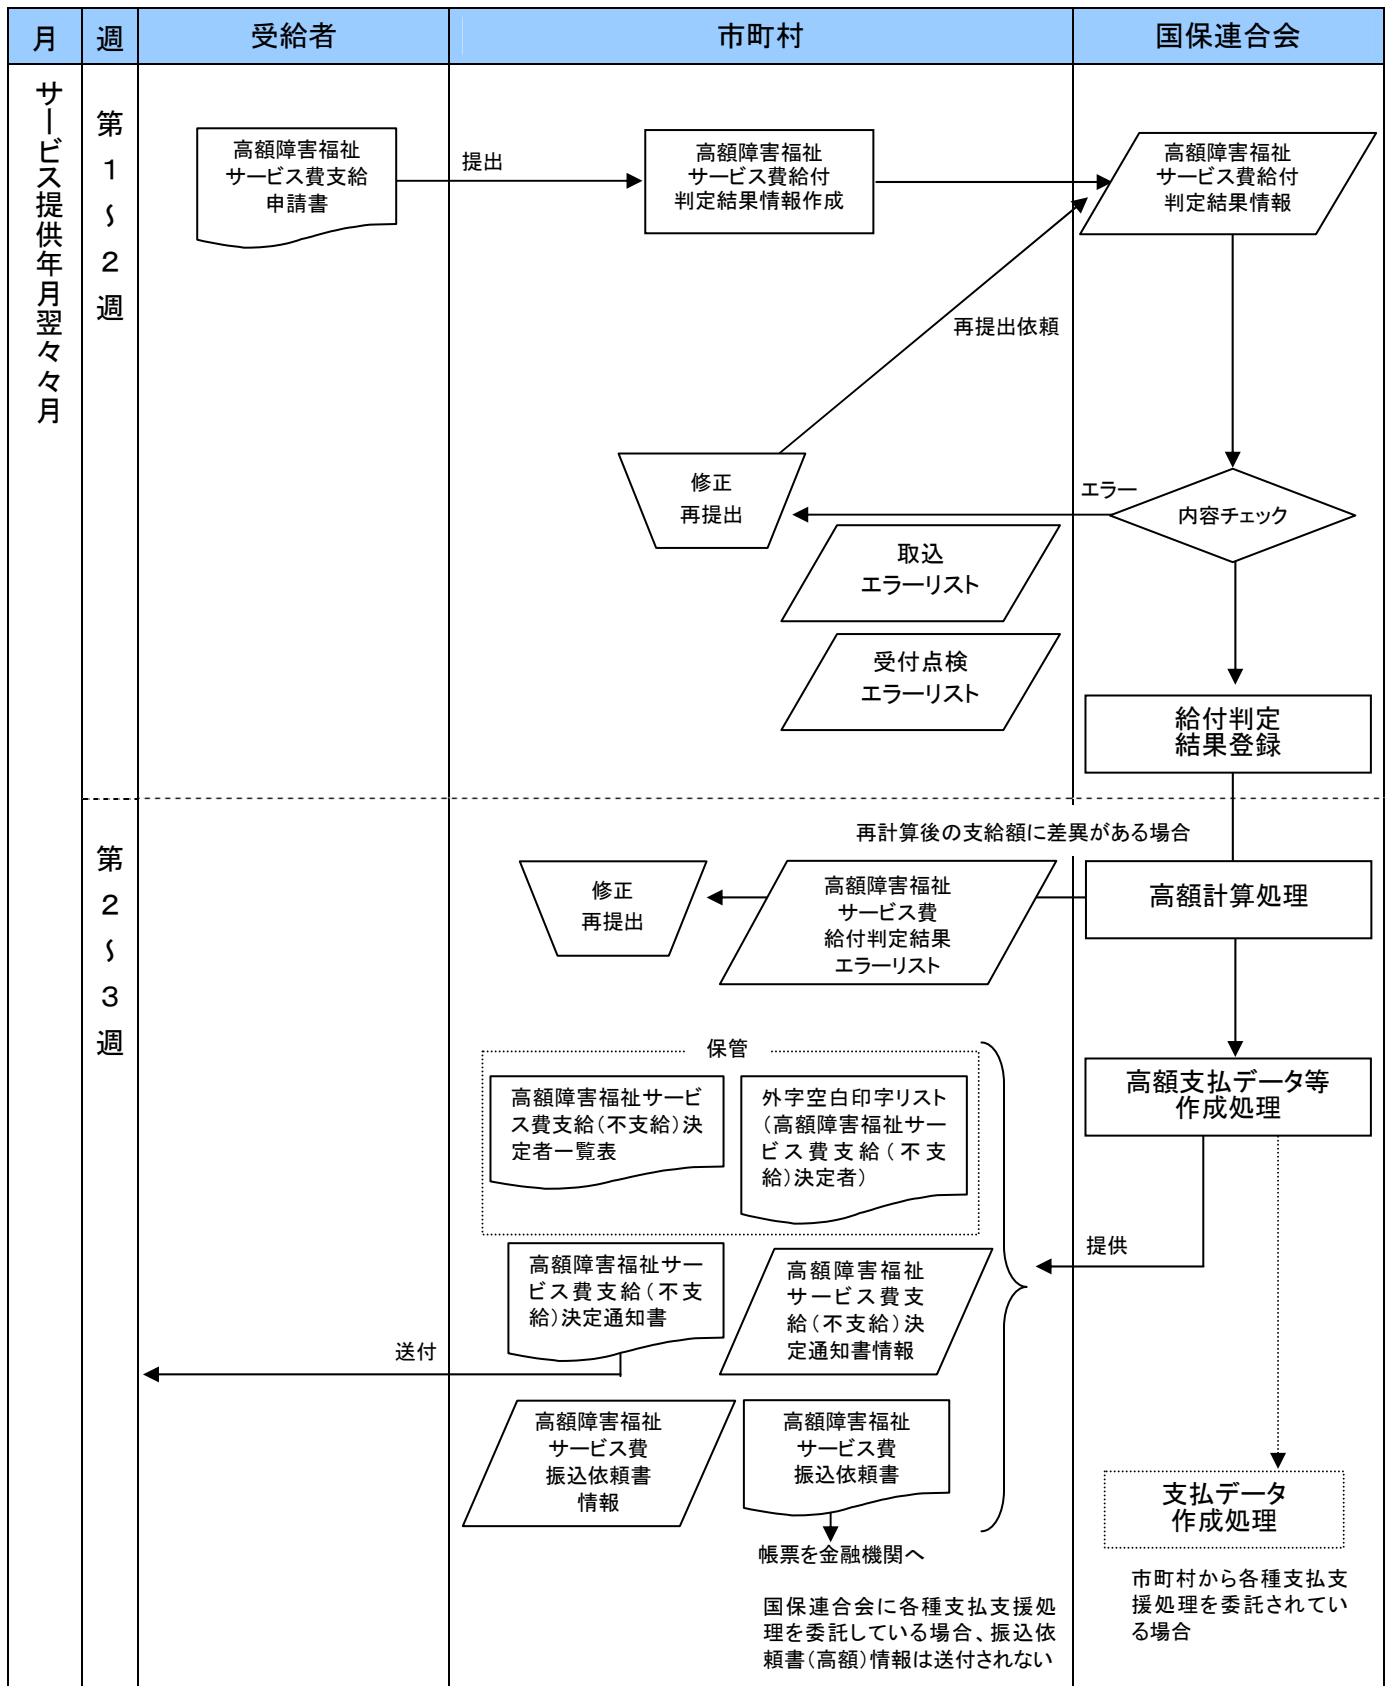 月
週
受給者
市町村
国保連合会
サービス提供年月翌々月
第1～2週
高額障害福祉
サービス費支給
申請書
提出
高額障害福祉
サービス費給付
判定結果情報作成
高額障害福祉
サービス費給付
判定結果情報
再提出依頼
修正
再提出
エラー
内容チェック
取込
エラーリスト
受付点検
エラーリスト
給付判定
結果登録
第2～3週
再計算後の支給額に差異がある場合
修正
再提出
高額障害福祉
サービス費
給付判定結果
エラーリスト
高額計算処理
保管
高額障害福祉サービ
ス費支給(不支給)決
定者一覧表
外字空白印字リスト
(高額障害福祉サー
ビス費支給(不支
給)決定者)
高額支払データ等
作成処理
提供
高額障害福祉サー
ビス費支給(不支
給)決定通知書
高額障害福祉
サービス費支
給(不支給)決
定通知書情報
送付
高額障害福祉
サービス費
振込依頼書
情報
高額障害福祉
サービス費
振込依頼書
帳票を金融機関へ
支払データ
作成処理
市町村から各種支払支
援処理を委託されてい
る場合
国保連合会に各種支払支援処
理を委託している場合、振込依
頼書(高額)情報は送付されない